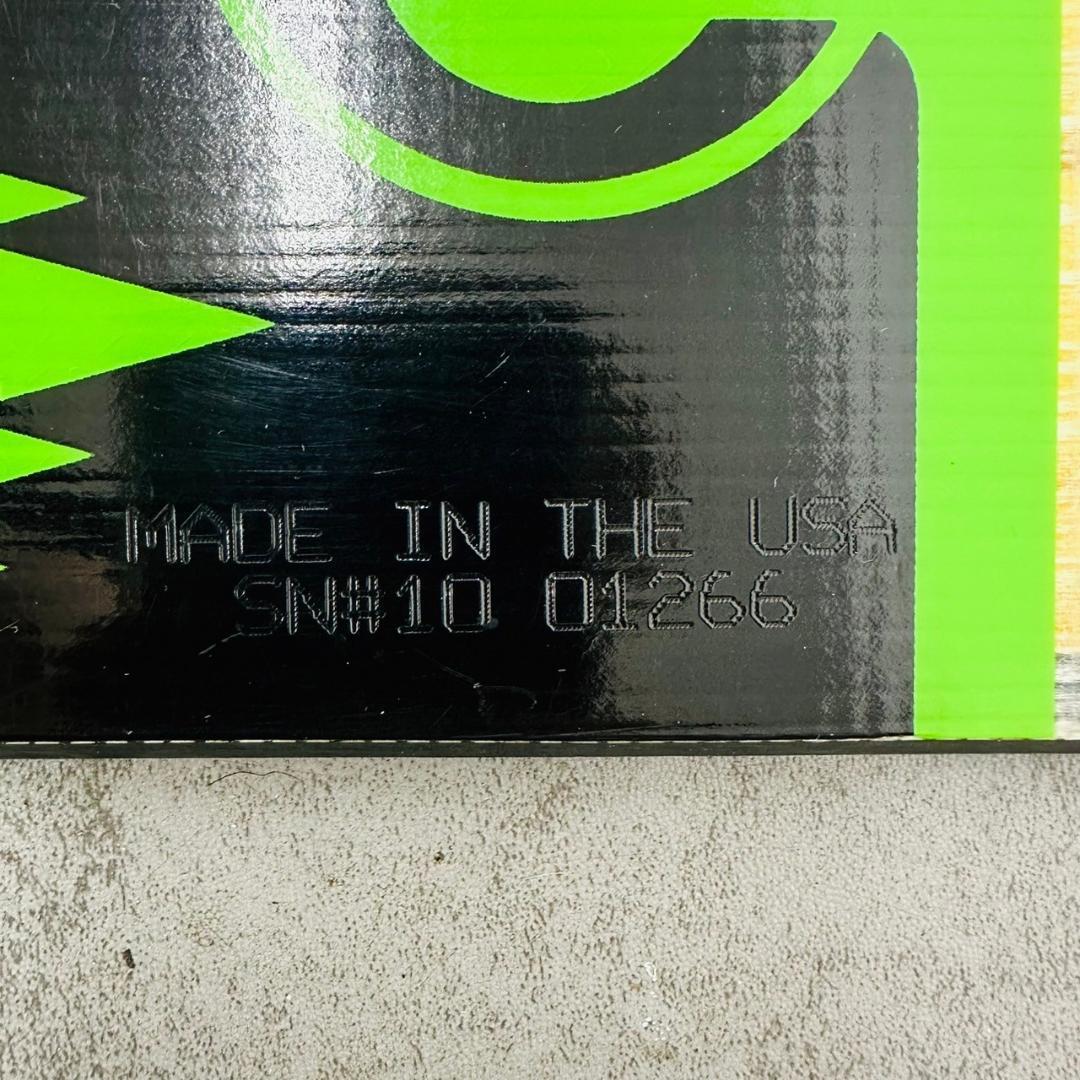 MADE IN THE USA
SN#10 01266